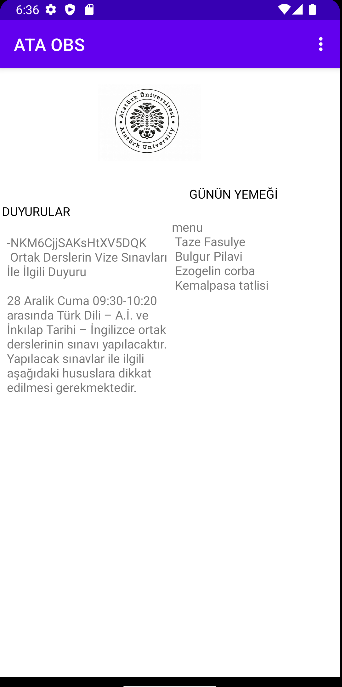 6:36
ATA OBS
Atatürk Üniversitesi
Atatürk Üniversitesi
GÜNÜN YEMEĞİ
DUYURULAR
-NKM6CjjSAKsHtXV5DQK
Ortak Derslerin Vize Sınavları
İle İlgili Duyuru
28 Aralik Cuma 09:30-10:20
arasında Türk Dili – A.İ. ve
İnkılap Tarihi – İngilizce ortak
derslerinin sınavı yapılacaktır.
Yapılacak sınavlar ile ilgili
aşağıdaki hususlara dikkat
edilmesi gerekmektedir.
menu
Taze Fasulye
Bulgur Pilavi
Ezogelin corba
Kemalpasa tatlisi